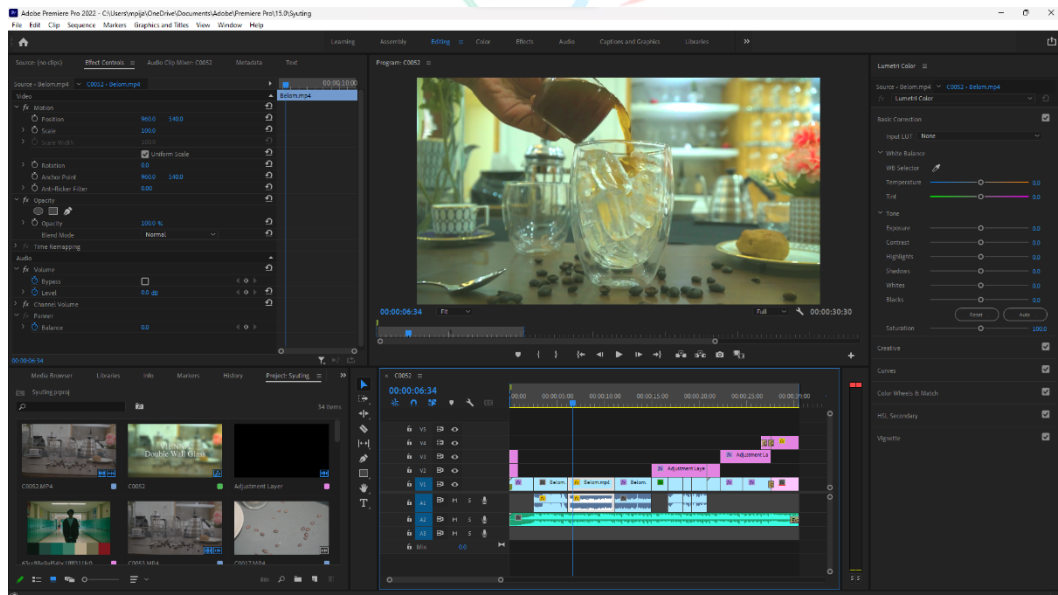 Adobe Premiere Pro 2022 - C:\Users\mpija\OneDrive\Documents\Adobe\Premiere Pro\15.0\Syuting
File Edit Clip Sequence Markers Graphics and Titles View Window Help
Learning Assembly Editing Color Effects Audio Captions and Graphics Libraries
Source: (no clips) Effect Controls Audio Clip Mixer: C0052 Metadata Text
Source - Belom.mp4 C0052 - Belom.mp4 00:00:10:00
Video Belom.mp4
fx Motion
Position 960.0 540.0
Scale 100.0
Scale Width 100.0
Uniform Scale
Rotation 0.0
Anchor Point 960.0 540.0
Anti-flicker Filter 0.00
fx Opacity
Opacity 100.0 %
Blend Mode Normal
Time Remapping
Audio
fx Volume
Bypass
Level 0.0 dB
fx Channel Volume
Panner
Balance 0.0
00:00:06:34
Program: C0052
00:00:06:34 Fit Full 00:00:30:30
Lumetri Color
Source - Belom.mp4 C0052 - Belom.mp4
fx Lumetri Color
Basic Correction
Input LUT None
White Balance
WB Selector
Temperature 0.0
Tint 0.0
Tone
Exposure 0.0
Contrast 0.0
Highlights 0.0
Shadows 0.0
Whites 0.0
Blacks 0.0
Reset Auto
Saturation 100.0
Creative
Curves
Color Wheels & Match
HSL Secondary
Vignette
Media Browser Libraries Info Markers History Project: Syuting
Syuting.prproj
54 items
Double Wall Glass
C0052.MP4 C0052 Adjustment Layer
C0053.MP4 C0017.MP4
C0052
00:00:06:34
:00:00 00:00:05:00 00:00:10:00 00:00:15:00 00:00:20:00 00:00:25:00 00:00:30:00
V5
V4
V3 Adjustment La
V2 Adjustment Laye
V1 Belom. Belom.mp4 Belom.
A1 M S
A2 M S
A3 M S
Mix 0.0
S S